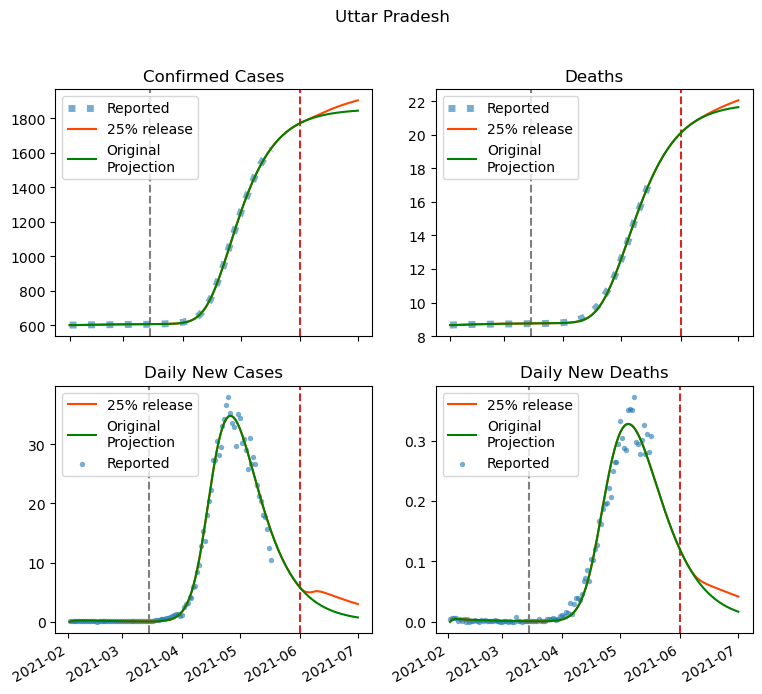 Uttar Pradesh
Confirmed Cases
Reported
25% release
Original
Projection
1800
1600
1400
1200
1000
800
600
Deaths
Reported
25% release
Original
Projection
22
20
18
16
14
12
10
8
Daily New Cases
25% release
Original
Projection
Reported
30
20
10
0
2021-02
2021-03
2021-04
2021-05
2021-06
2021-07
Daily New Deaths
25% release
Original
Projection
Reported
0.3
0.2
0.1
0.0
2021-02
2021-03
2021-04
2021-05
2021-06
2021-07